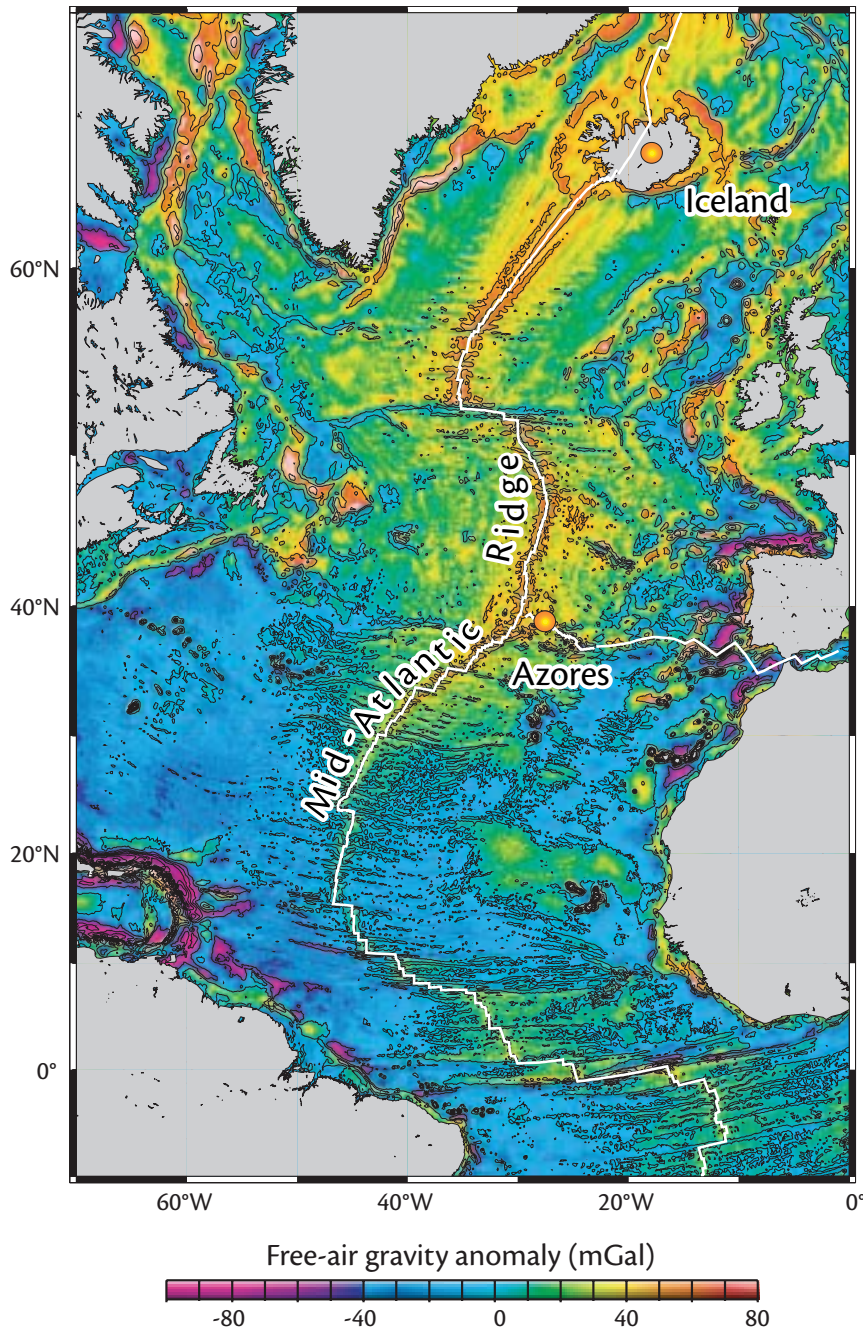 Iceland
60°N
Ridge
40°N
Mid-Atlantic
Azores
20°N
0°
60°W 40°W 20°W 0°
Free-air gravity anomaly (mGal)
-80 -40 0 40 80